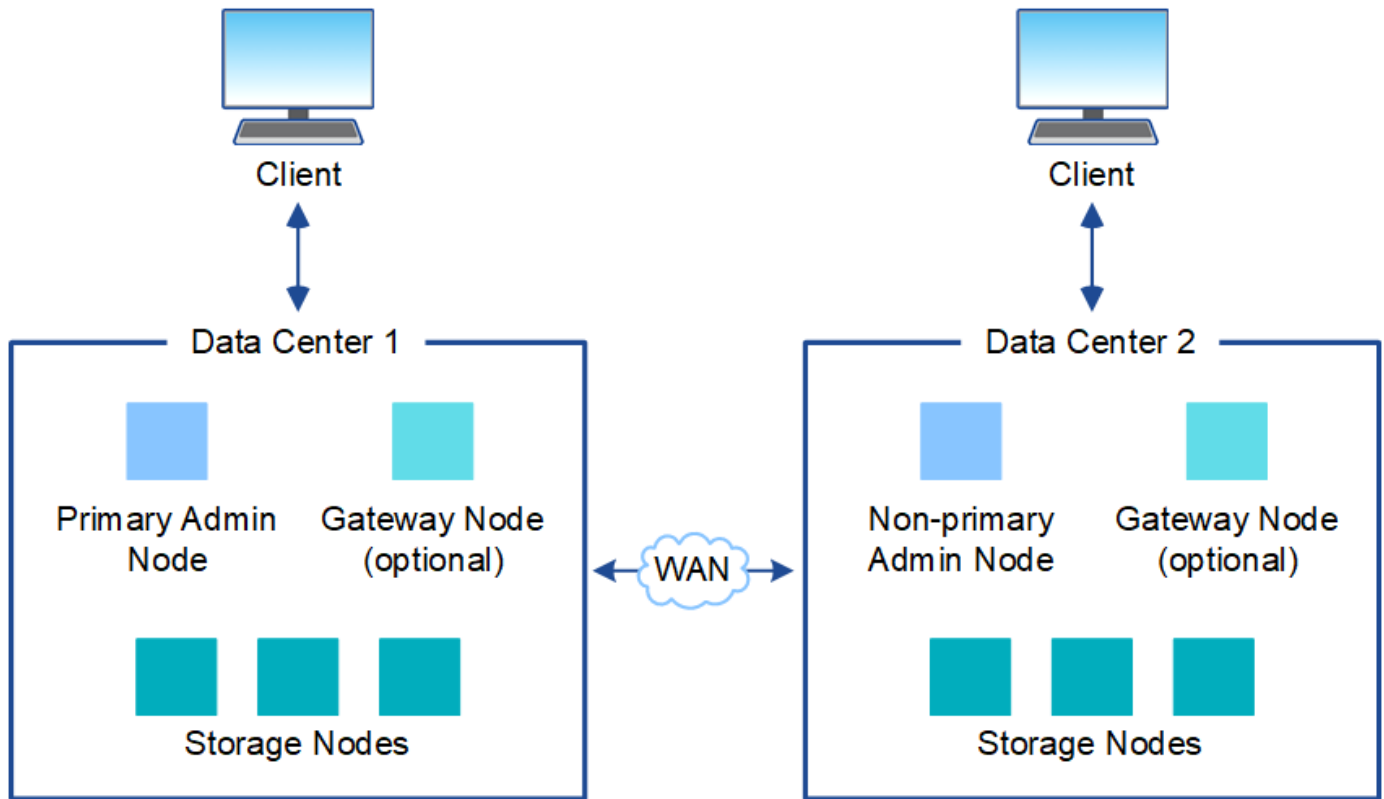 Client
Client
Data Center 1
Data Center 2
Primary Admin
Node
Gateway Node
(optional)
WAN
Non-primary
Admin Node
Gateway Node
(optional)
Storage Nodes
Storage Nodes